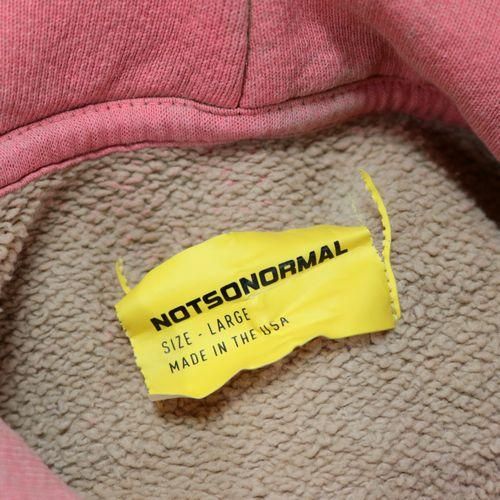 NOTSONORMAL
SIZE - LARGE
MADE IN THE USA